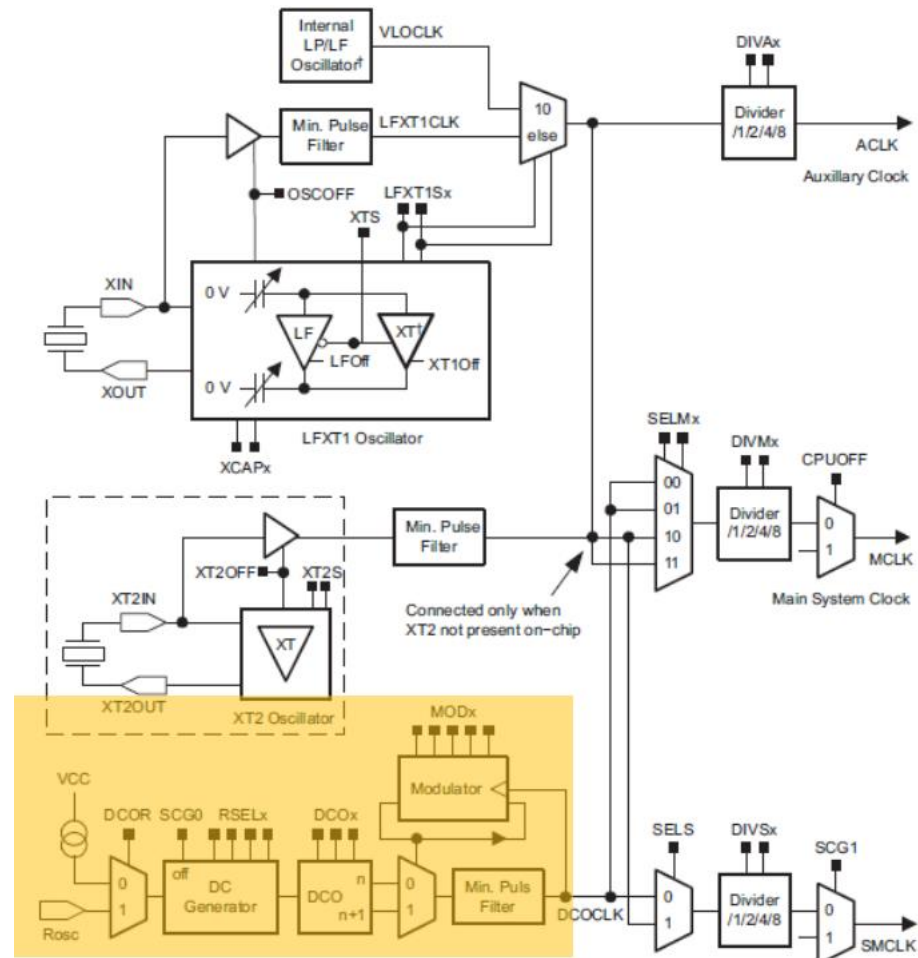 Internal
LP/LF
Oscillator†
VLOCLK
DIVAx
10
else
Min. Pulse
Filter
LFXT1CLK
Divider
/1/2/4/8
ACLK
Auxillary Clock
OSCOFF
LFXT1Sx
XTS
XIN
0 V
LF
XT†
LFOff
XT1Off
XOUT
0 V
LFXT1 Oscillator
XCAPx
SELMx
DIVMx
CPUOFF
00
01
10
11
Min. Pulse
Filter
Divider
/1/2/4/8
0
1
MCLK
Main System Clock
XT2OFF
XT2S
XT2IN
XT
Connected only when
XT2 not present on-chip
XT2OUT
XT2 Oscillator
MODx
Modulator
VCC
DCOR
SCG0
RSELx
DCOx
SELS
DIVSx
SCG1
0
1
off
DC
Generator
DCO
n
n+1
0
1
Min. Puls
Filter
DCOCLK
0
1
Divider
/1/2/4/8
0
1
Rosc
SMCLK